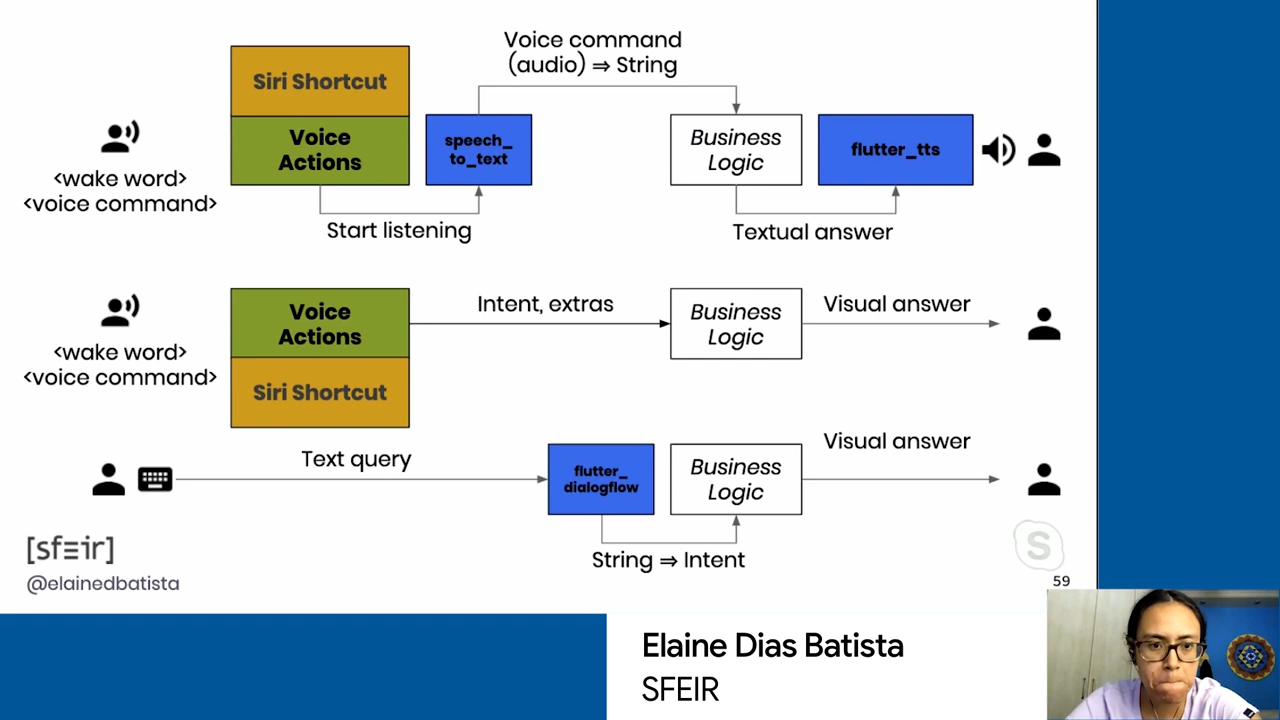 Voice command
(audio) ⇒ String
Siri Shortcut
Voice
Actions
speech_
to_text
Business
Logic
flutter_tts
<wake word>
<voice command>
Start listening
Textual answer
Voice
Actions
Intent, extras
Business
Logic
Visual answer
<wake word>
<voice command>
Siri Shortcut
Text query
flutter_
dialogflow
Business
Logic
Visual answer
String ⇒ Intent
[sfeir]
@elainedbatista
S
59
Elaine Dias Batista
SFEIR